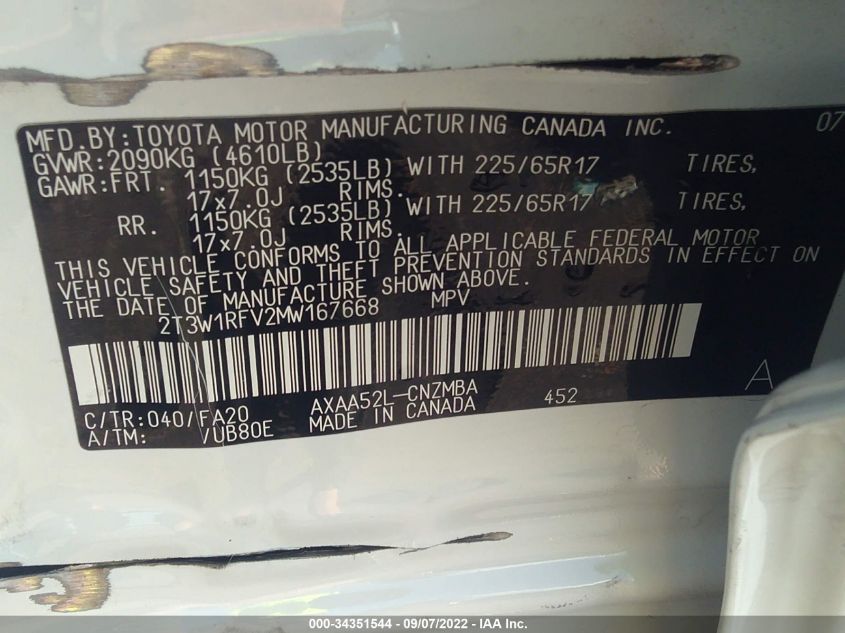 MFD.BY:TOYOTA MOTOR MANUFACTURING CANADA INC. 07
GVWR:2090KG (4610LB)
GAWR:FRT. 1150KG (2535LB) WITH 225/65R17 TIRES,
17x7.0J RIMS.
RR. 1150KG (2535LB) WITH 225/65R17 TIRES,
17x7.0J RIMS.
THIS VEHICLE CONFORMS TO ALL APPLICABLE FEDERAL MOTOR
VEHICLE SAFETY AND THEFT PREVENTION STANDARDS IN EFFECT ON
THE DATE OF MANUFACTURE SHOWN ABOVE.
2T3W1RFV2MW167668 MPV
C/TR:040/FA20 AXAA52L-CNZMBA 452 A
A/TM: /UB80E MADE IN CANADA
000-34351544 - 09/07/2022 - IAA Inc.